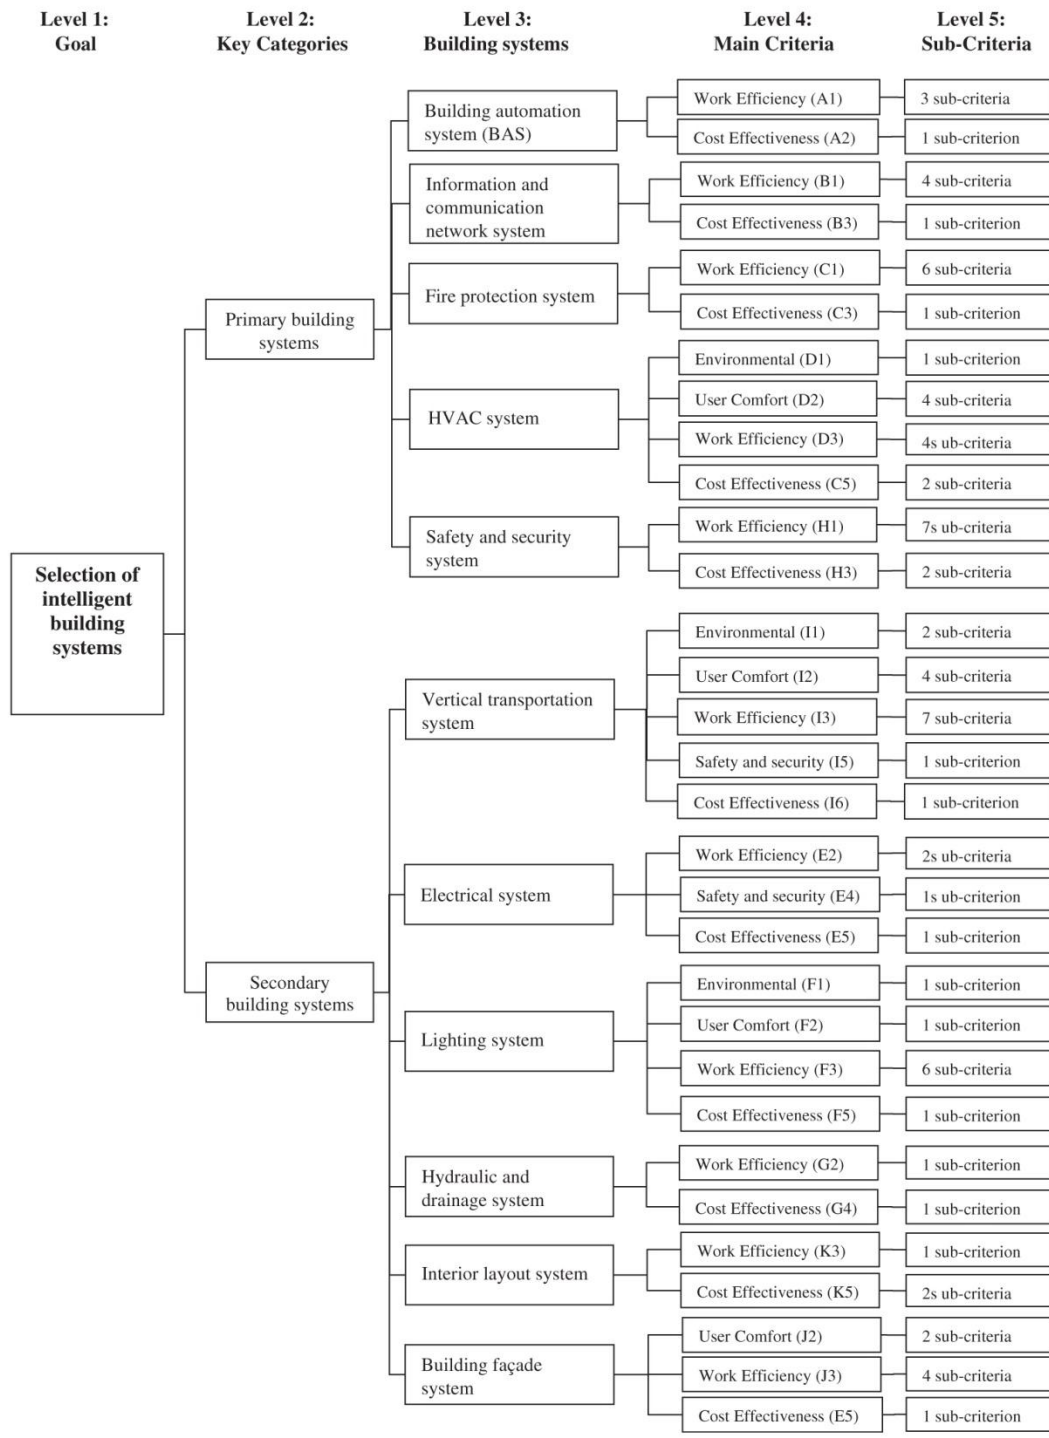 Level 1:
Goal
Level 2:
Key Categories
Level 3:
Building systems
Level 4:
Main Criteria
Level 5:
Sub-Criteria
Selection of
intelligent
building
systems
Primary building
systems
Building automation
system (BAS)
Work Efficiency (A1)
3 sub-criteria
Cost Effectiveness (A2)
1 sub-criterion
Information and
communication
network system
Work Efficiency (B1)
4 sub-criteria
Cost Effectiveness (B3)
1 sub-criterion
Fire protection system
Work Efficiency (C1)
6 sub-criteria
Cost Effectiveness (C3)
1 sub-criterion
HVAC system
Environmental (D1)
1 sub-criterion
User Comfort (D2)
4 sub-criteria
Work Efficiency (D3)
4s ub-criteria
Cost Effectiveness (C5)
2 sub-criteria
Safety and security
system
Work Efficiency (H1)
7s ub-criteria
Cost Effectiveness (H3)
2 sub-criteria
Secondary
building systems
Vertical transportation
system
Environmental (I1)
2 sub-criteria
User Comfort (I2)
4 sub-criteria
Work Efficiency (I3)
7 sub-criteria
Safety and security (I5)
1 sub-criterion
Cost Effectiveness (I6)
1 sub-criterion
Electrical system
Work Efficiency (E2)
2s ub-criteria
Safety and security (E4)
1s ub-criterion
Cost Effectiveness (E5)
1 sub-criterion
Lighting system
Environmental (F1)
1 sub-criterion
User Comfort (F2)
1 sub-criterion
Work Efficiency (F3)
6 sub-criteria
Cost Effectiveness (F5)
1 sub-criterion
Hydraulic and
drainage system
Work Efficiency (G2)
1 sub-criterion
Cost Effectiveness (G4)
1 sub-criterion
Interior layout system
Work Efficiency (K3)
1 sub-criterion
Cost Effectiveness (K5)
2s ub-criteria
Building façade
system
User Comfort (J2)
2 sub-criteria
Work Efficiency (J3)
4 sub-criteria
Cost Effectiveness (E5)
1 sub-criterion